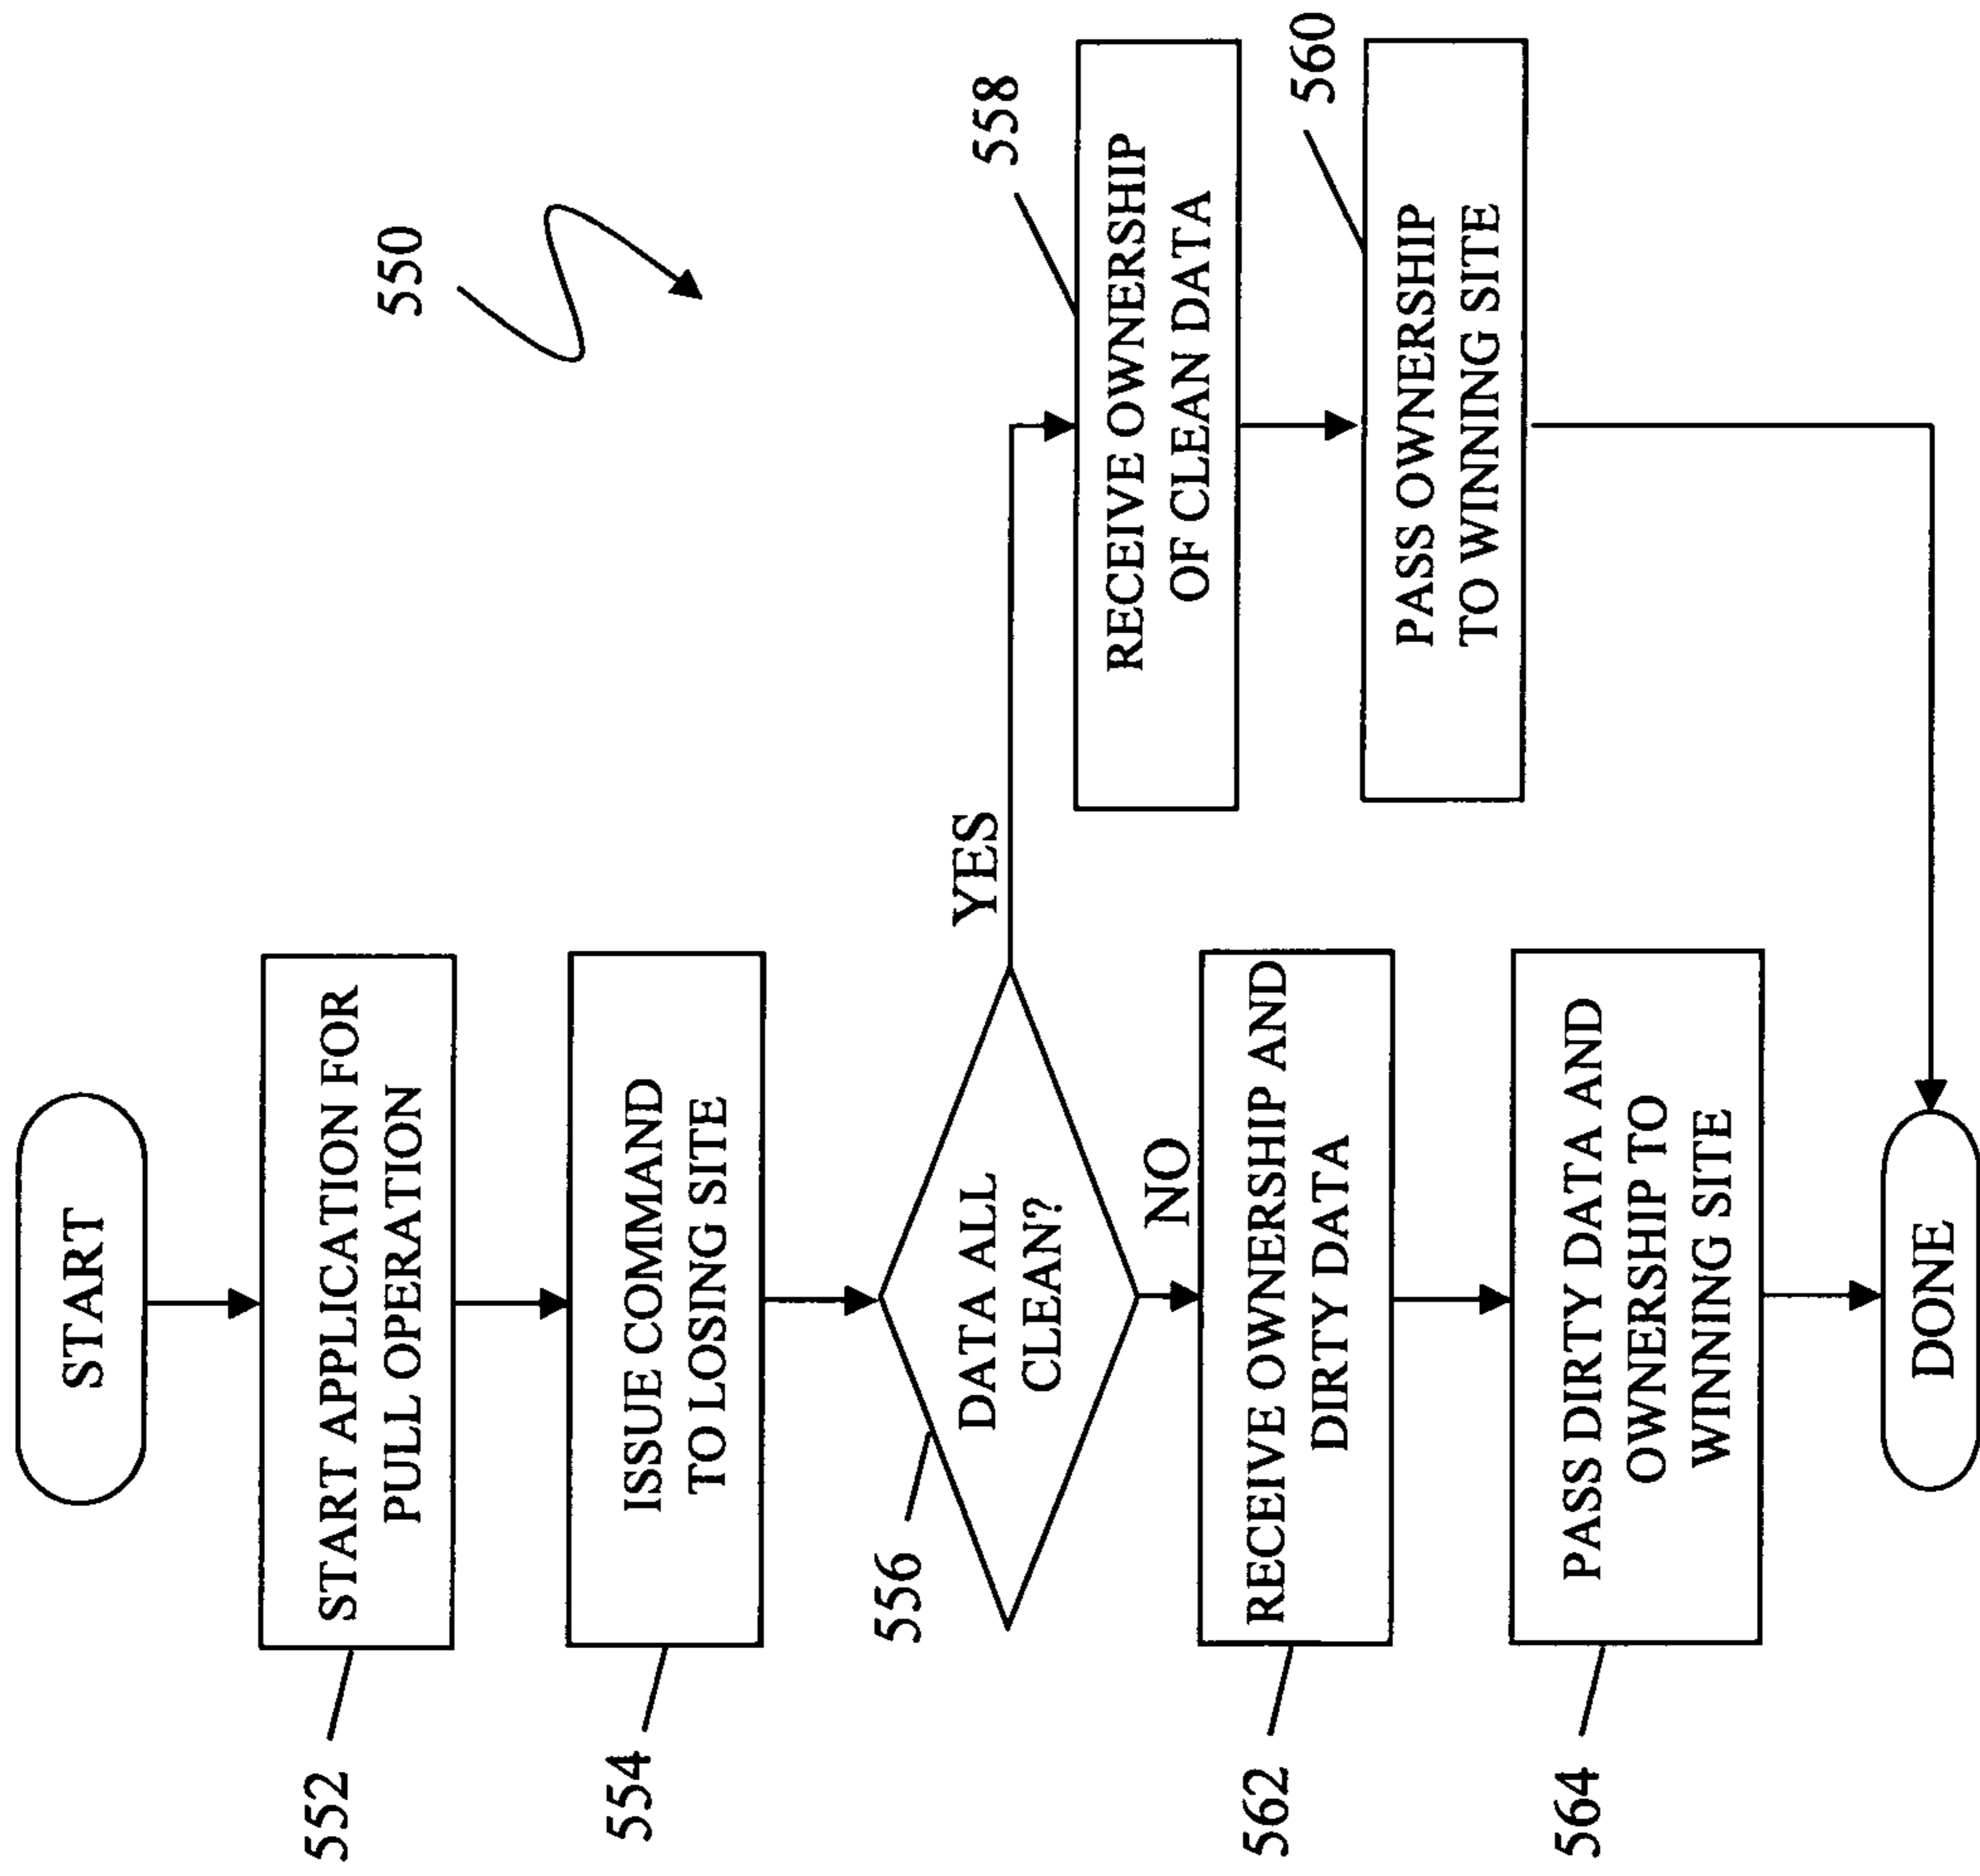 START
550
552
START APPLICATION FOR
PULL OPERATION
554
ISSUE COMMAND
TO LOSING SITE
556
DATA ALL
CLEAN?
YES
558
RECEIVE OWNERSHIP
OF CLEAN DATA
560
PASS OWNERSHIP
TO WINNING SITE
NO
562
RECEIVE OWNERSHIP AND
DIRTY DATA
564
PASS DIRTY DATA AND
OWNERSHIP TO
WINNING SITE
DONE